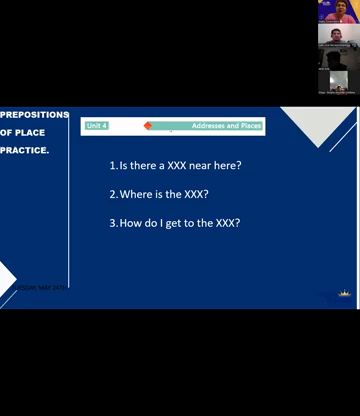 PREPOSITIONS
OF PLACE
PRACTICE.
Unit 4
Addresses and Places
1. Is there a XXX near here?
2. Where is the XXX?
3. How do I get to the XXX?